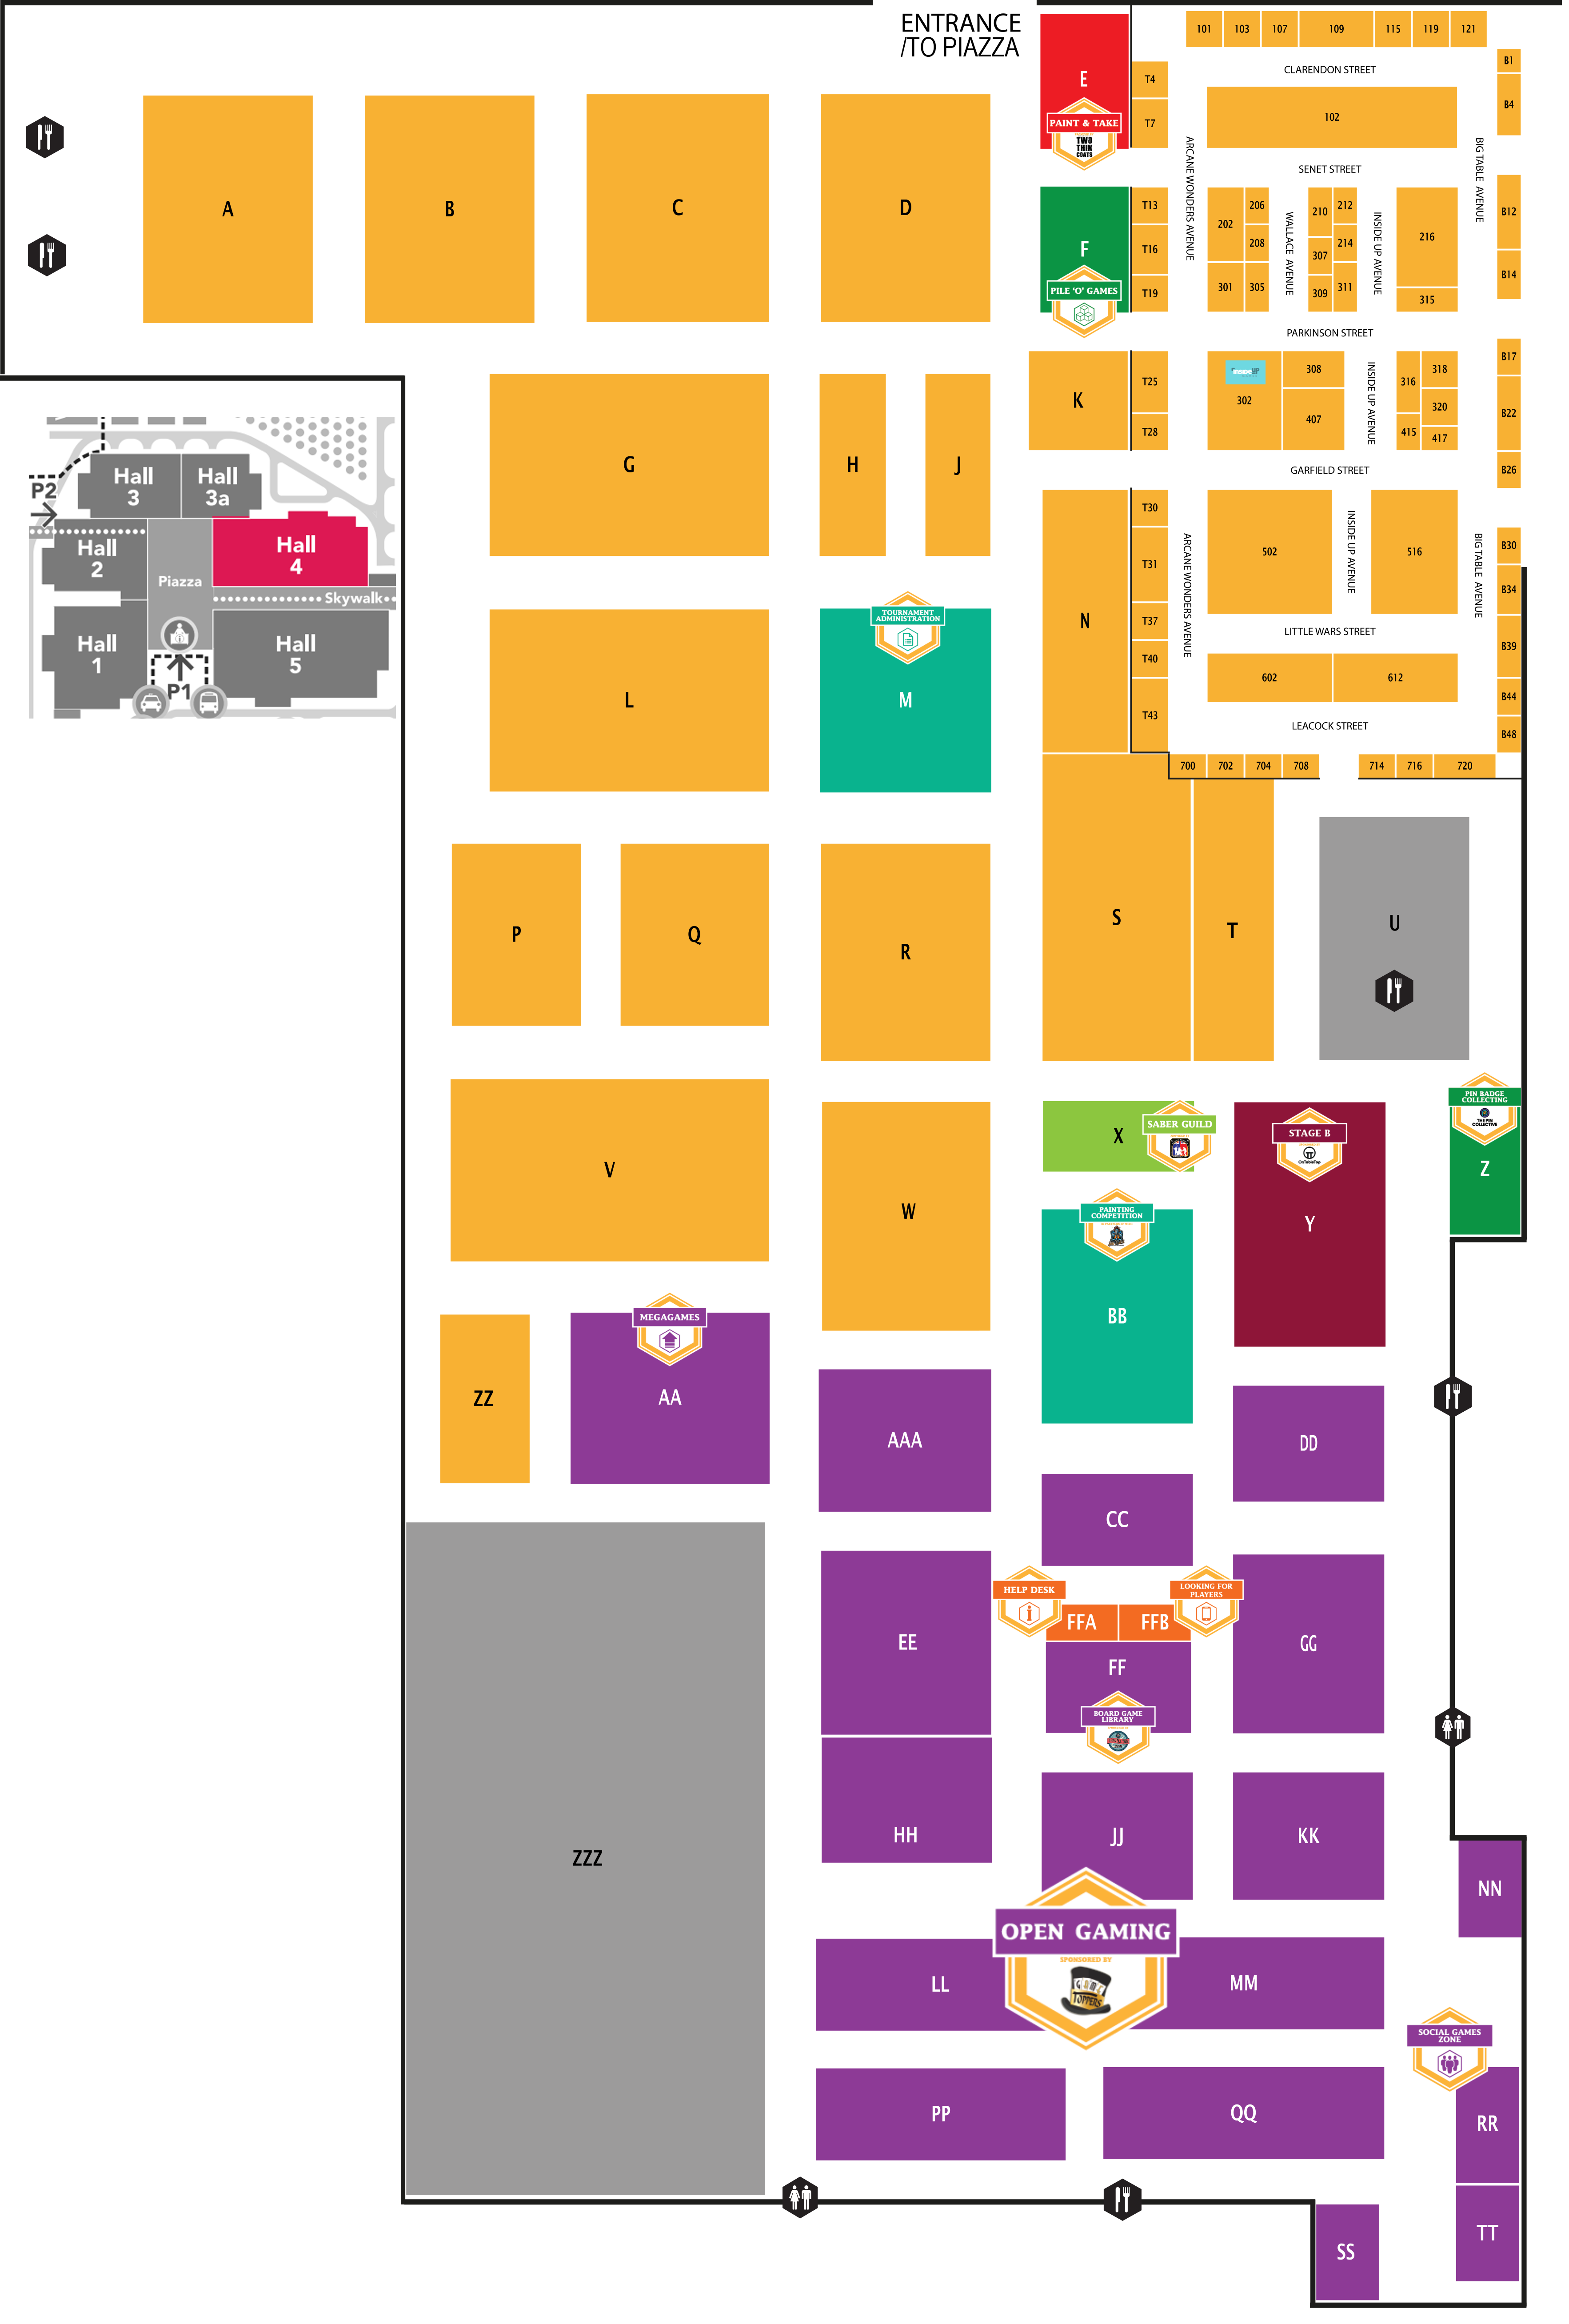 ENTRANCE
/TO PIAZZA
E
PAINT & TAKE
TWO
THIN
COATS
T4
T7
101 103 107 109 115 119 121
CLARENDON STREET
102
B1
B4
ARCANE WONDERS AVENUE
BIG TABLE AVENUE
SENET STREET
A
B
C
D
F
PILE 'O' GAMES
T13
T16
T19
202
206
208
301
305
WALLACE AVENUE
210
212
214
307
309
311
INSIDE UP AVENUE
216
315
B12
B14
PARKINSON STREET
K
T25
T28
302
308
407
INSIDE UP AVENUE
316
318
320
415
417
B17
B22
B26
GARFIELD STREET
G
H
J
Hall
3
Hall
3a
P2
Hall
2
Piazza
Hall
4
Skywalk
Hall
1
P1
Hall
5
L
TOURNAMENT
ADMINISTRATION
M
N
T30
T31
T37
T40
T43
ARCANE WONDERS AVENUE
502
INSIDE UP AVENUE
516
BIG TABLE AVENUE
B30
B34
B39
B44
B48
LITTLE WARS STREET
602
612
LEACOCK STREET
700 702 704 708 714 716 720
P
Q
R
S
T
U
V
W
X
SABER GUILD
STAGE B
OnTableTop
Y
PIN BADGE
COLLECTING
THE PIN
COLLECTIVE
Z
PAINTING
COMPETITION
BB
ZZ
MEGAGAMES
AA
AAA
CC
DD
EE
HELP DESK
FFA
FFB
LOOKING FOR
PLAYERS
FF
BOARD GAME
LIBRARY
GG
ZZZ
HH
JJ
KK
NN
OPEN GAMING
SPONSORED BY
TOPPERS
LL
MM
SOCIAL GAMES
ZONE
PP
QQ
RR
SS
TT